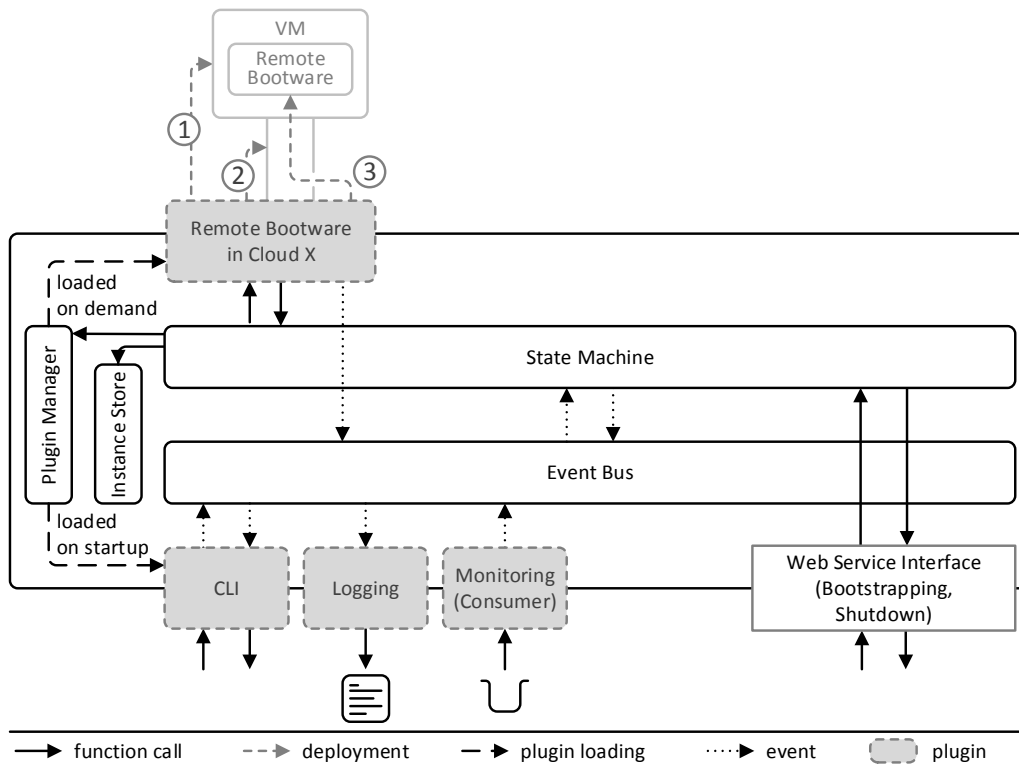 VM
Remote
Bootware
1
2
3
Remote Bootware
in Cloud X
loaded
on demand
Plugin Manager
Instance Store
State Machine
Event Bus
loaded
on startup
CLI
Logging
Monitoring
(Consumer)
Web Service Interface
(Bootstrapping,
Shutdown)
function call
deployment
plugin loading
event
plugin